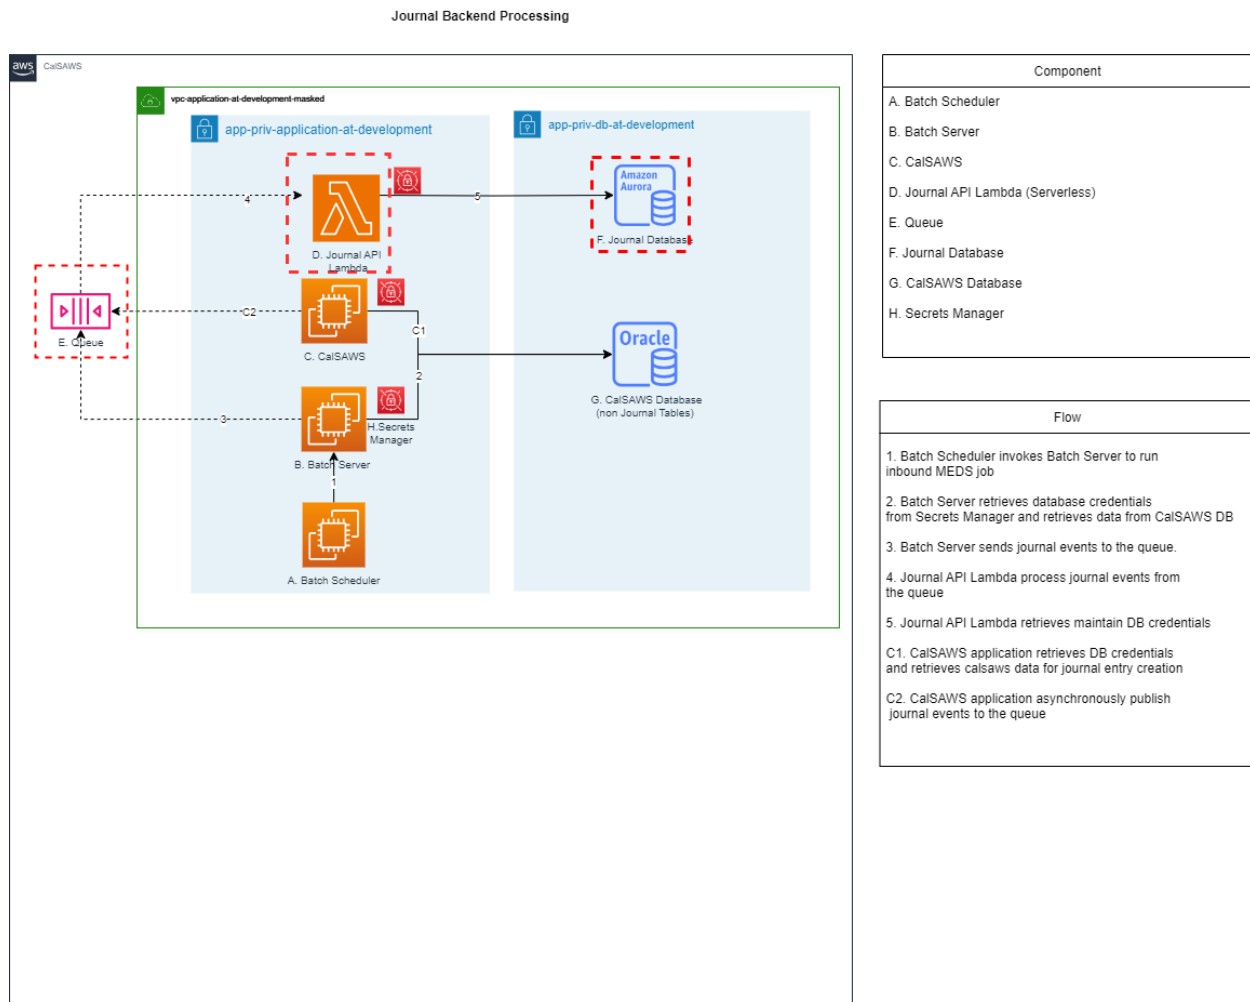 Journal Backend Processing
aws
CalSAWS
vpc-application-at-development-masked
app-priv-application-at-development
app-priv-db-at-development
Amazon
Aurora
4
5
F. Journal Database
D. Journal API
Lambda
E. Queue
C2
C1
C. CalSAWS
Oracle
2
G. CalSAWS Database
(non Journal Tables)
3
H.Secrets
Manager
B. Batch Server
1
A. Batch Scheduler
Component
A. Batch Scheduler
B. Batch Server
C. CalSAWS
D. Journal API Lambda (Serverless)
E. Queue
F. Journal Database
G. CalSAWS Database
H. Secrets Manager
Flow
1. Batch Scheduler invokes Batch Server to run
inbound MEDS job
2. Batch Server retrieves database credentials
from Secrets Manager and retrieves data from CalSAWS DB
3. Batch Server sends journal events to the queue.
4. Journal API Lambda process journal events from
the queue
5. Journal API Lambda retrieves maintain DB credentials
C1. CalSAWS application retrieves DB credentials
and retrieves calsaws data for journal entry creation
C2. CalSAWS application asynchronously publish
journal events to the queue